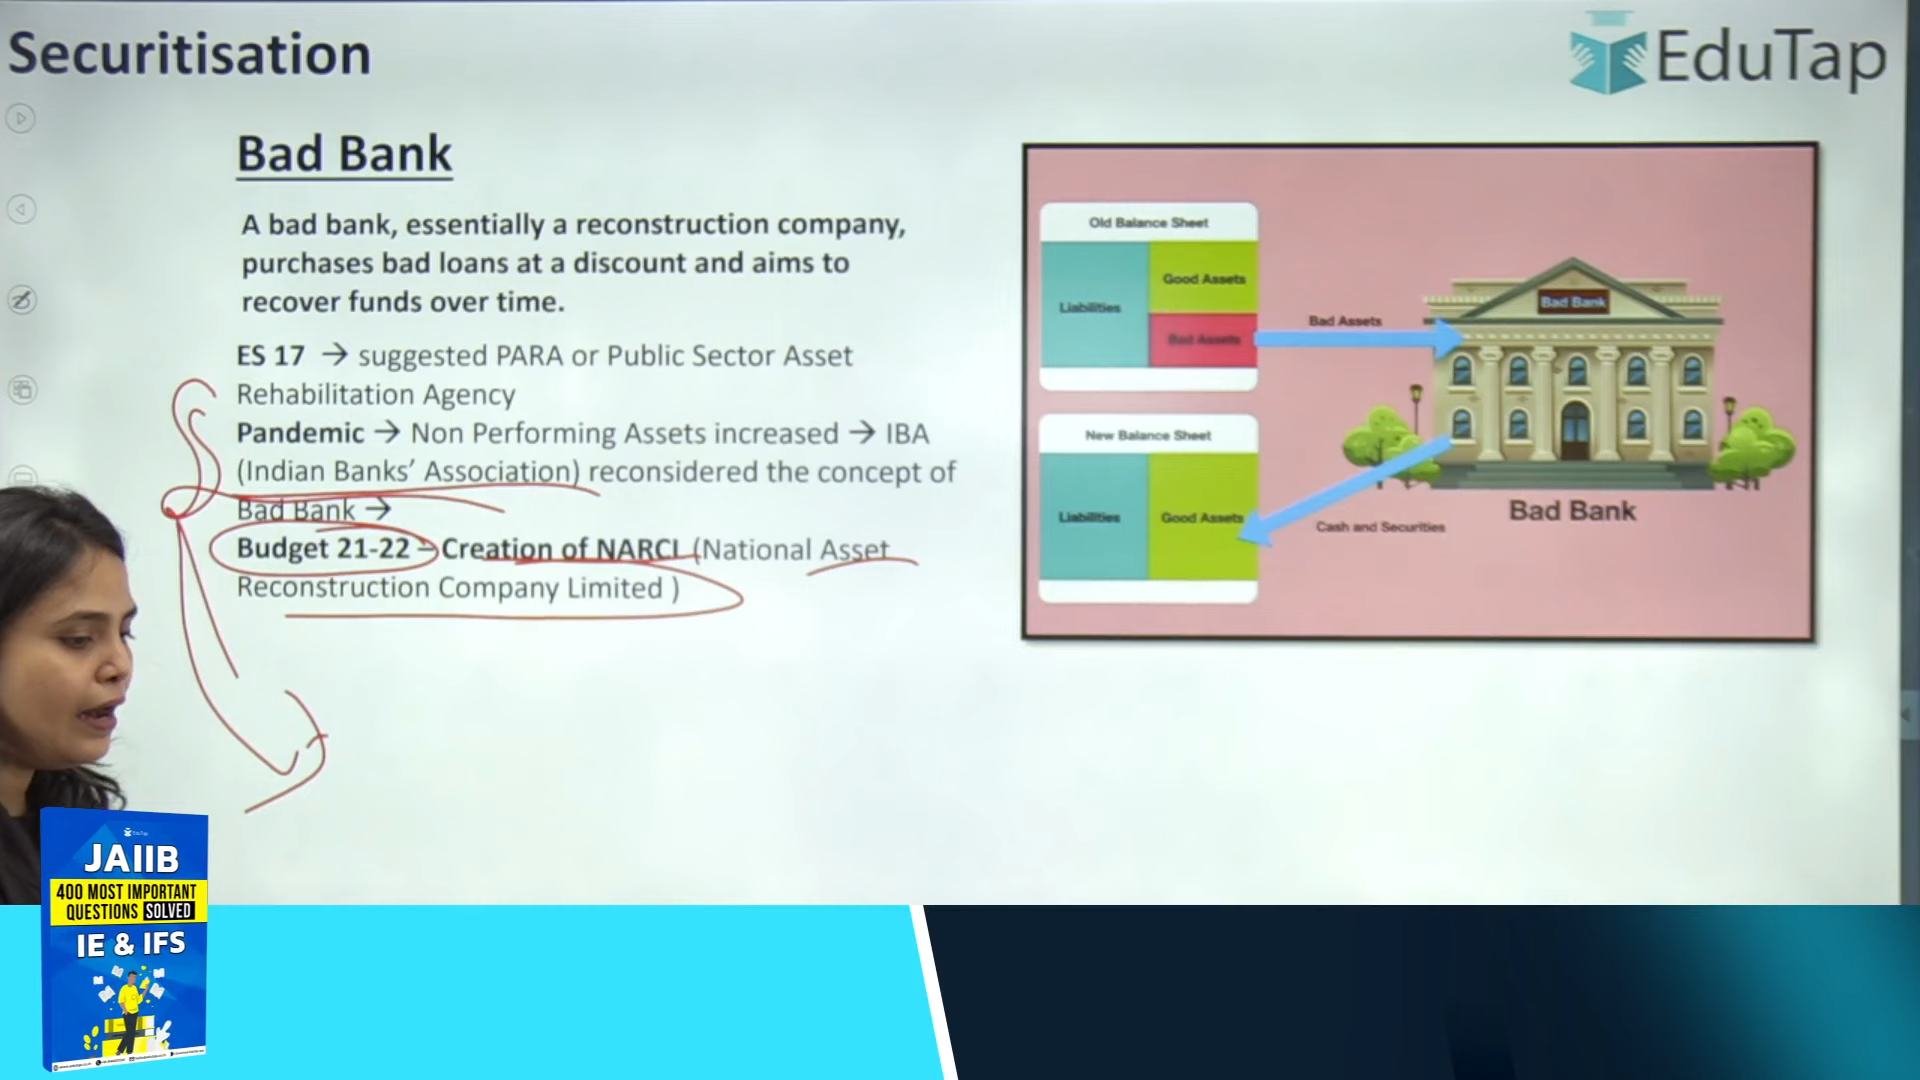 Securitisation
EduTap
Bad Bank
A bad bank, essentially a reconstruction company,
purchases bad loans at a discount and aims to
recover funds over time.
ES 17 → suggested PARA or Public Sector Asset
Rehabilitation Agency
Pandemic → Non Performing Assets increased → IBA
(Indian Banks’ Association) reconsidered the concept of
Bad Bank →
Budget 21-22 – Creation of NARCL (National Asset
Reconstruction Company Limited )
Old Balance Sheet
Liabilities
Good Assets
Bad Assets
Bad Assets
Bad Bank
New Balance Sheet
Liabilities
Good Assets
Cash and Securities
Bad Bank
JAIIB
400 MOST IMPORTANT
QUESTIONS SOLVED
IE & IFS